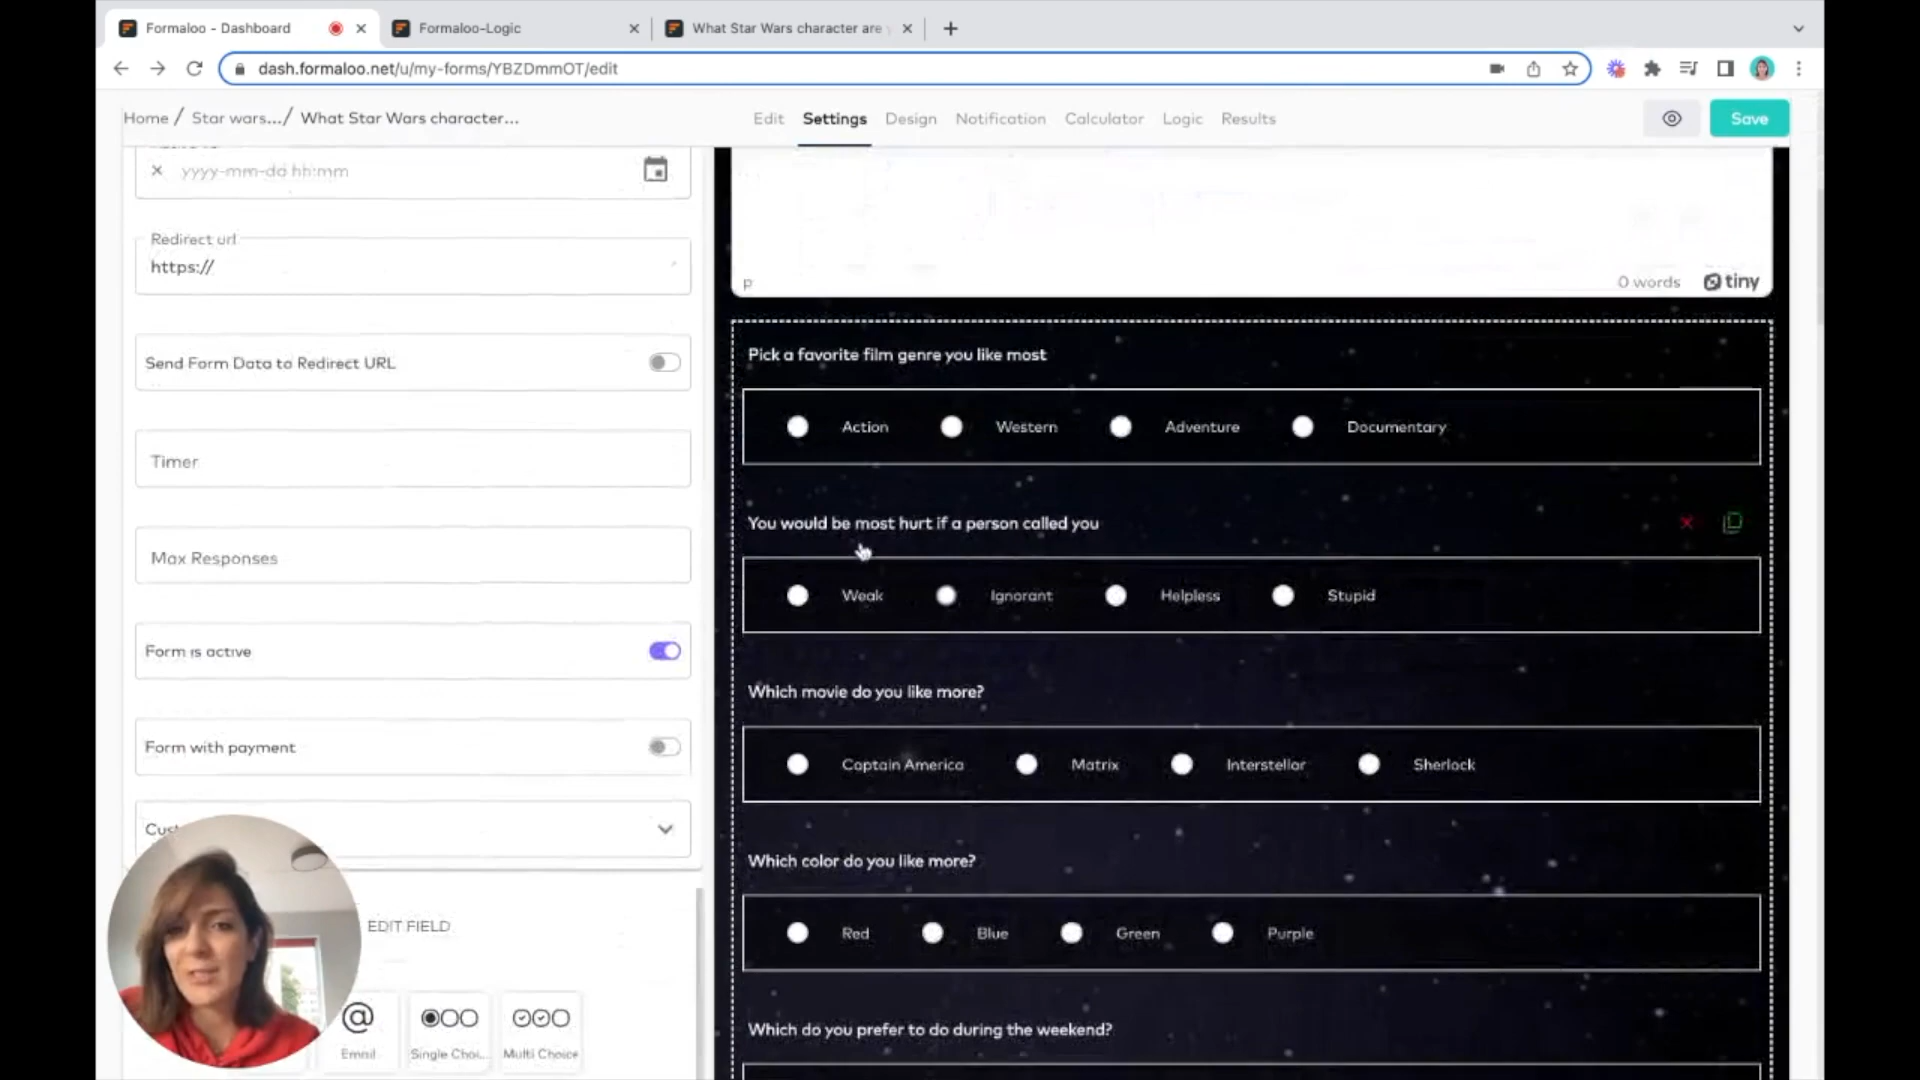 Formaloo - Dashboard
Formaloo-Logic
What Star Wars character are
dash.formaloo.net/u/my-forms/YBZDmmOT/edit
Home / Star wars... / What Star Wars character...
Edit
Settings
Design
Notification
Calculator
Logic
Results
Save
yyyy-mm-dd hh:mm
Redirect url
https://
Send Form Data to Redirect URL
Timer
Max Responses
Form is active
Form with payment
EDIT FIELD
Email
Single Choi...
Multi Choice
P
0 words
tiny
Pick a favorite film genre you like most
Action
Western
Adventure
Documentary
You would be most hurt if a person called you
Weak
Ignorant
Helpless
Stupid
Which movie do you like more?
Captain America
Matrix
Interstellar
Sherlock
Which color do you like more?
Red
Blue
Green
Purple
Which do you prefer to do during the weekend?